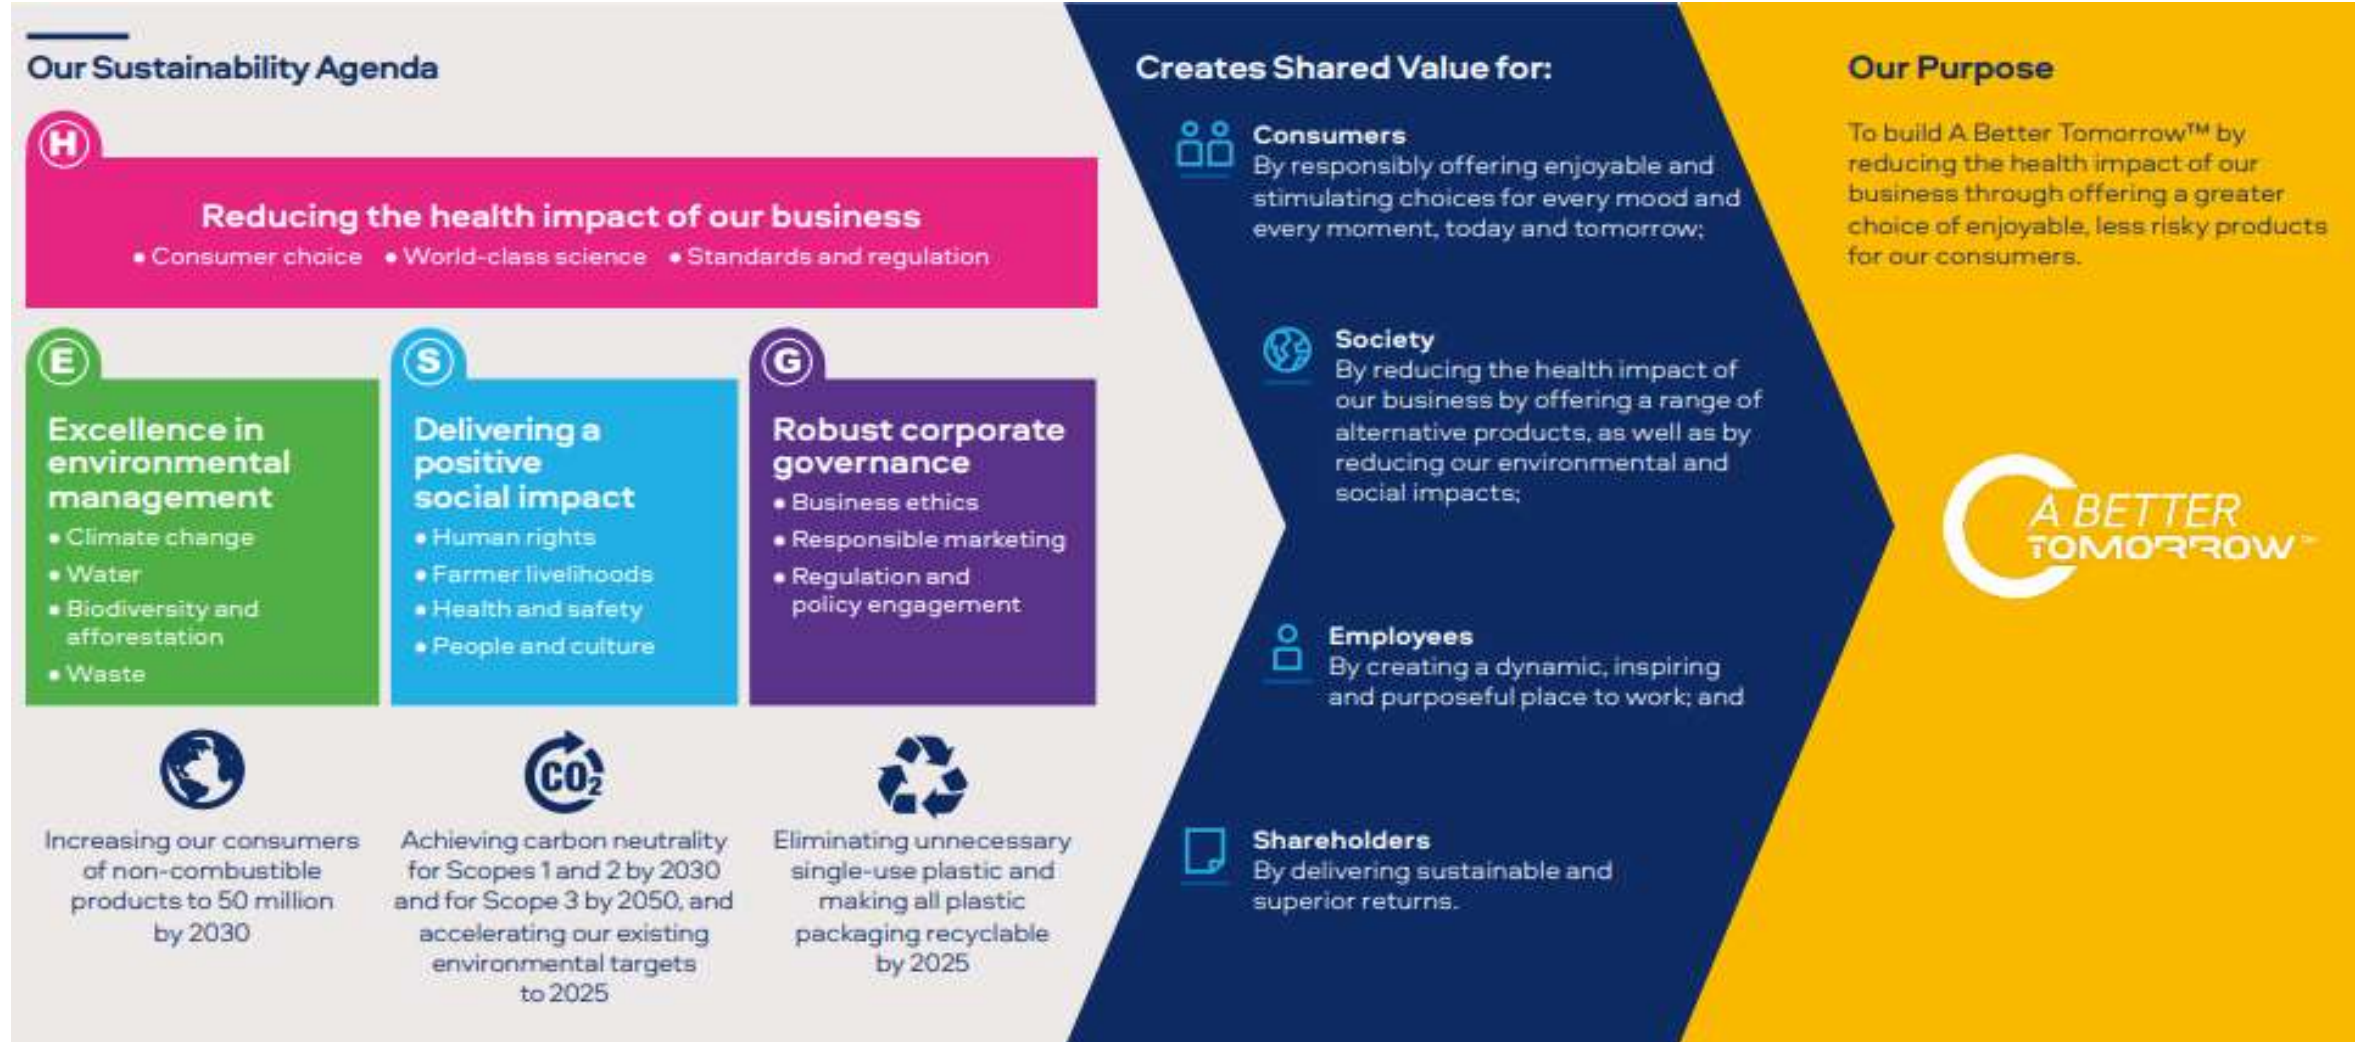 Our Sustainability Agenda
H
Reducing the health impact of our business
• Consumer choice • World-class science • Standards and regulation
E
Excellence in
environmental
management
• Climate change
• Water
• Biodiversity and
afforestation
• Waste
S
Delivering a
positive
social impact
• Human rights
• Farmer livelihoods
• Health and safety
• People and culture
G
Robust corporate
governance
• Business ethics
• Responsible marketing
• Regulation and
policy engagement
Increasing our consumers
of non-combustible
products to 50 million
by 2030
CO2
Achieving carbon neutrality
for Scopes 1 and 2 by 2030
and for Scope 3 by 2050, and
accelerating our existing
environmental targets
to 2025
Eliminating unnecessary
single-use plastic and
making all plastic
packaging recyclable
by 2025
Creates Shared Value for:
Consumers
By responsibly offering enjoyable and
stimulating choices for every mood and
every moment, today and tomorrow;
Society
By reducing the health impact of
our business by offering a range of
alternative products, as well as by
reducing our environmental and
social impacts;
Employees
By creating a dynamic, inspiring
and purposeful place to work; and
Shareholders
By delivering sustainable and
superior returns.
Our Purpose
To build A Better Tomorrow™ by
reducing the health impact of our
business through offering a greater
choice of enjoyable, less risky products
for our consumers.
A BETTER
TOMORROW™